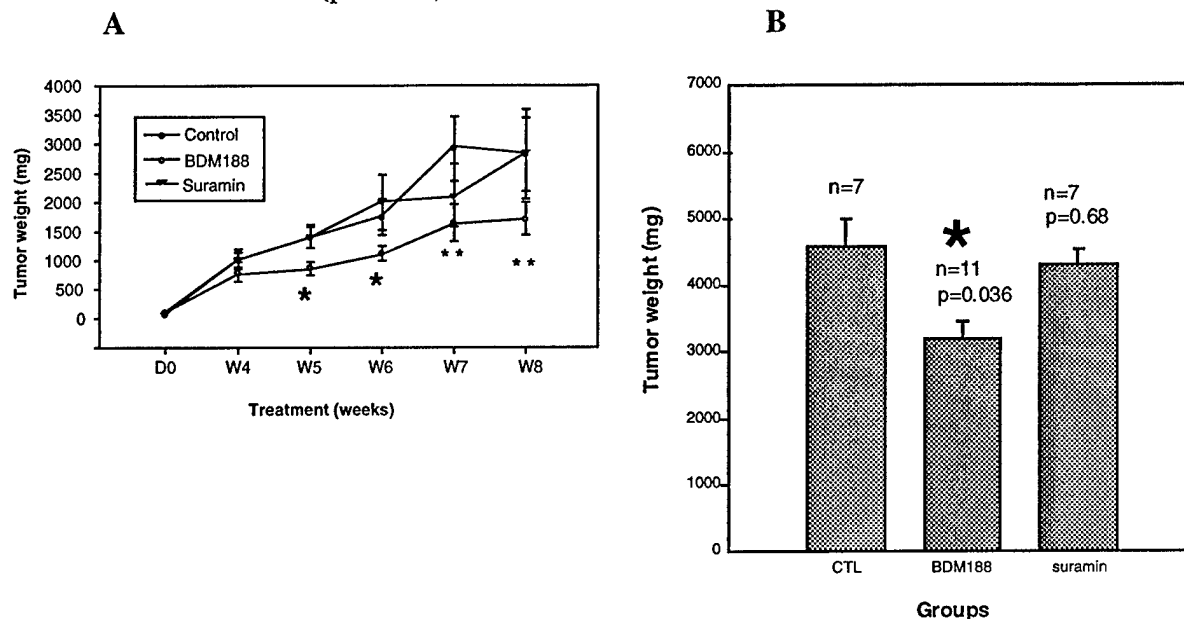 A
Tumor weight (mg)
4000
3500
3000
2500
2000
1500
1000
500
0
Control
BDM188
Suramin
*
*
**
**
D0 W4 W5 W6 W7 W8
Treatment (weeks)
B
Tumor weight (mg)
7000
6000
5000
4000
3000
2000
1000
0
n=7
*
n=11
p=0.036
n=7
p=0.68
CTL BDM188 suramin
Groups